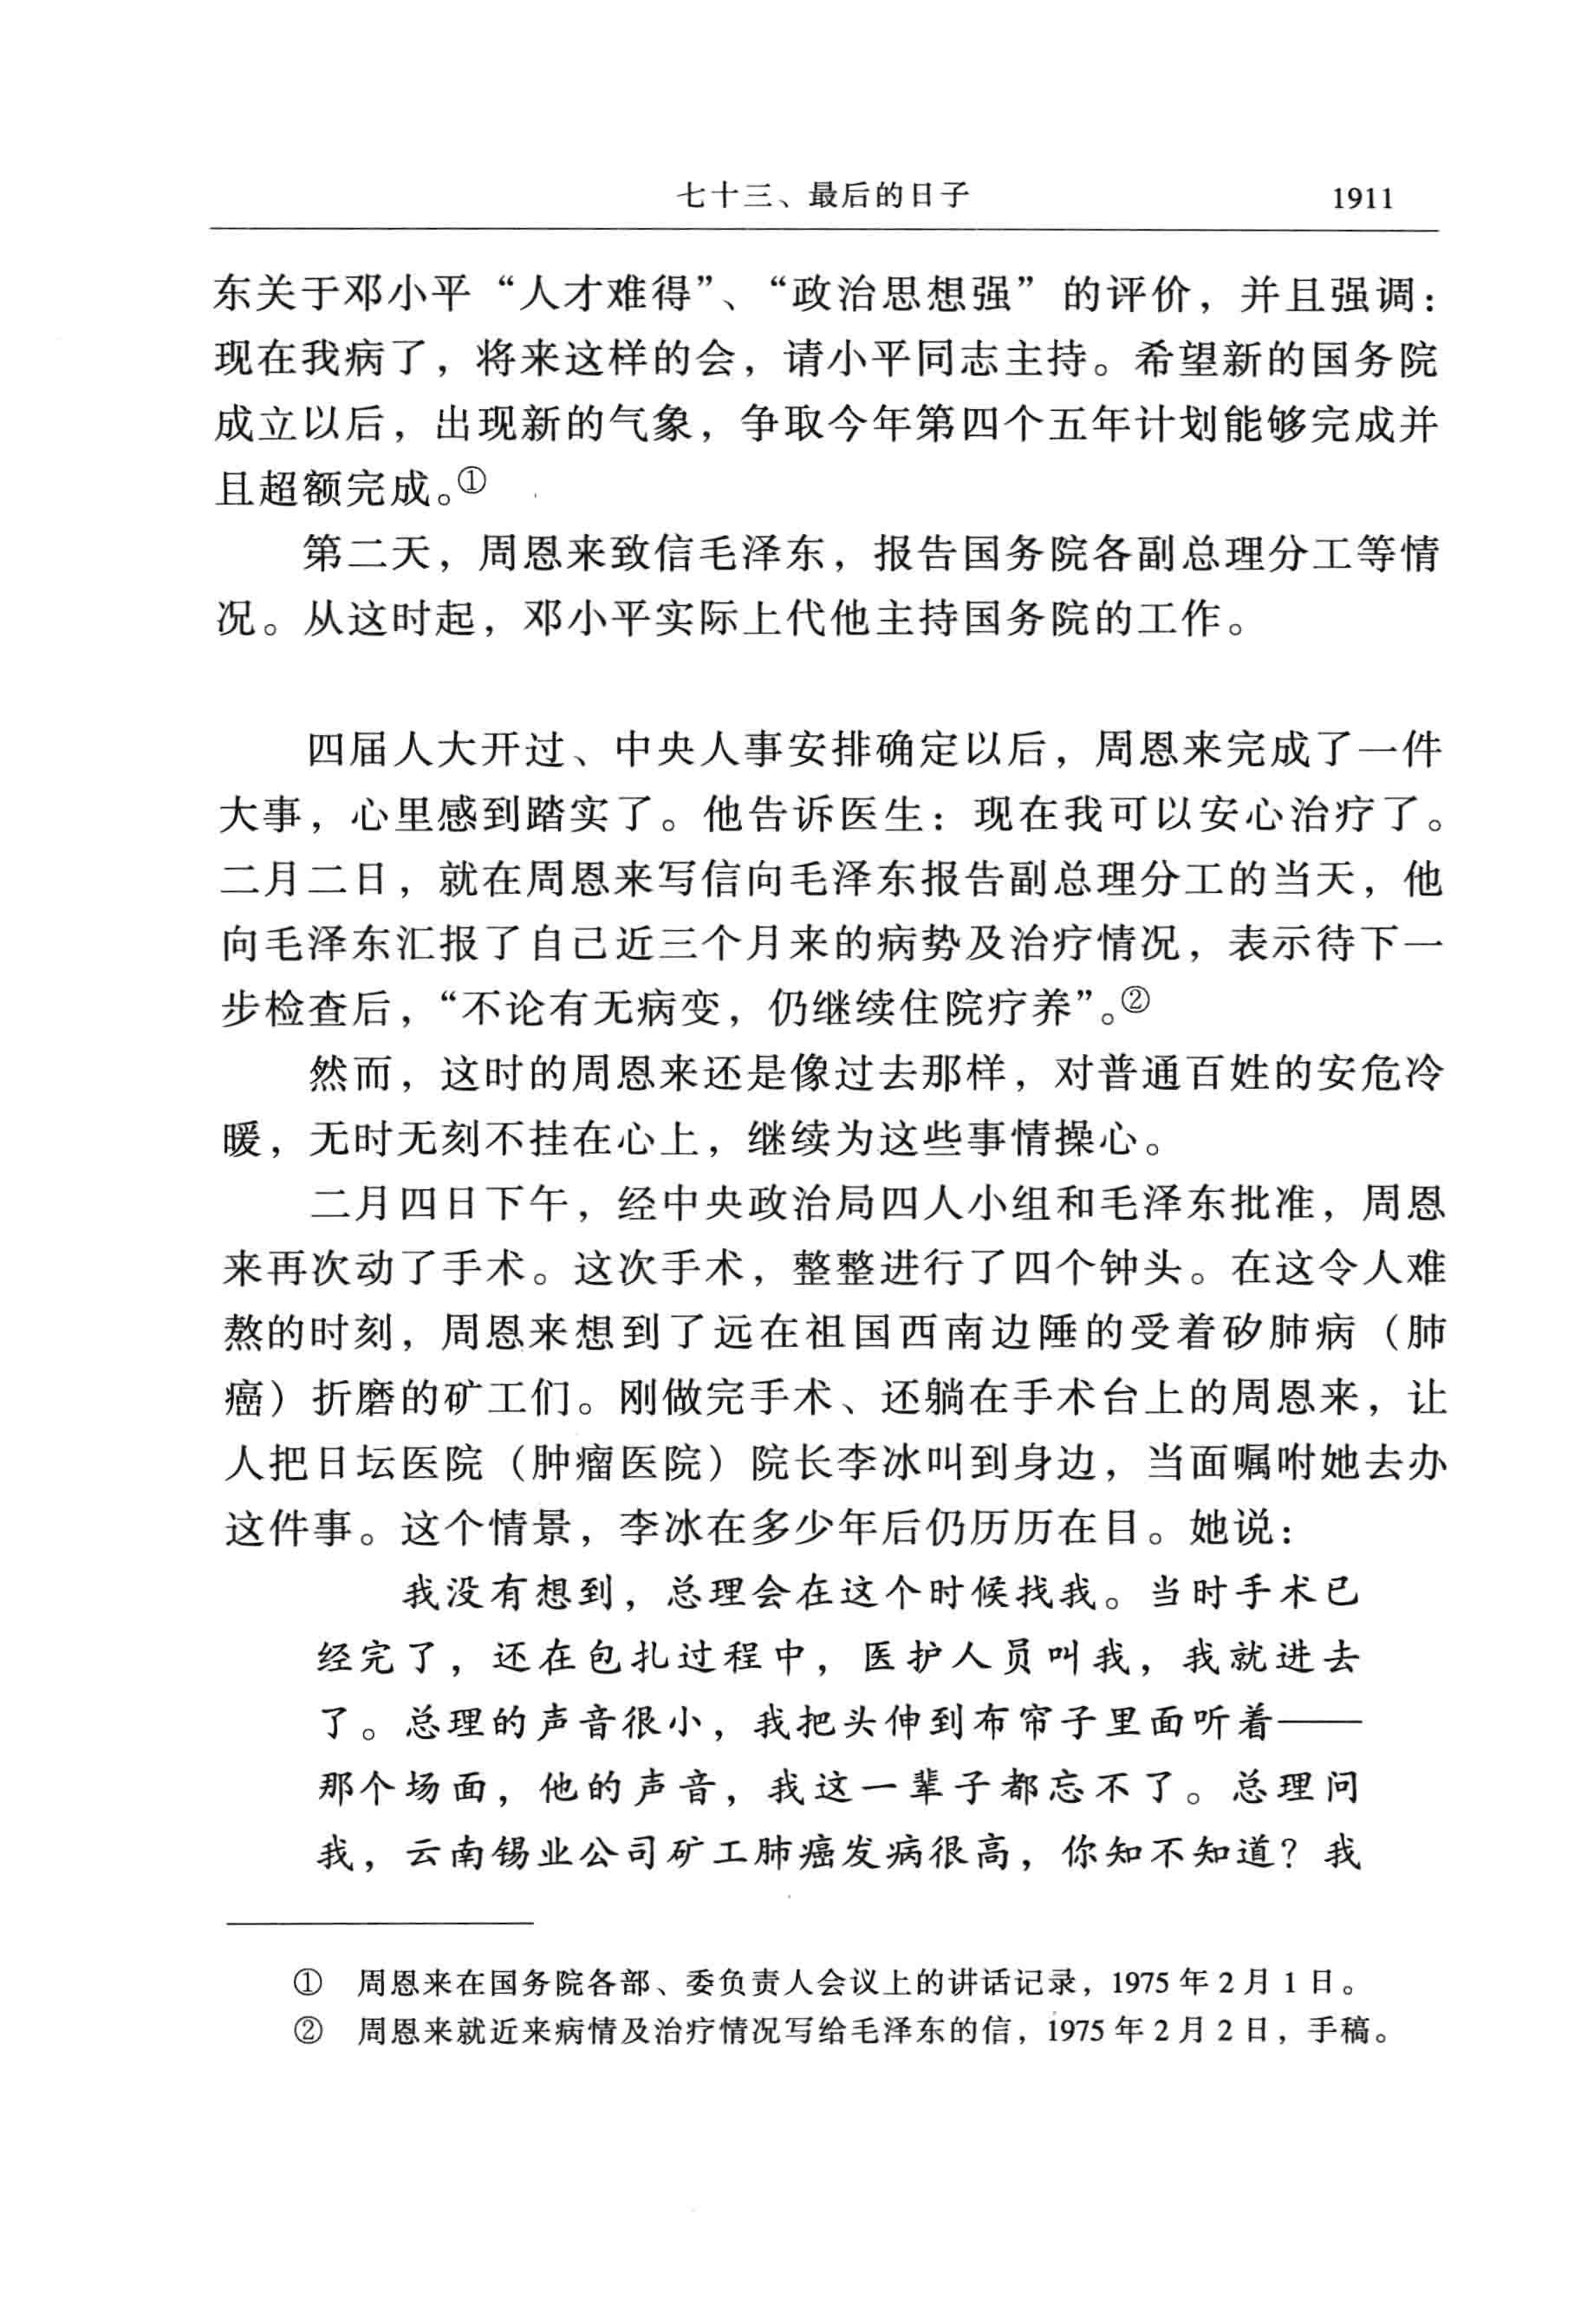 七十三、最后的日子 1911
东关于邓小平“人才难得”、“政治思想强”的评价，并且强调：
现在我病了，将来这样的会，请小平同志主持。希望新的国务院
成立以后，出现新的气象，争取今年第四个五年计划能够完成并
且超额完成。①
第二天，周恩来致信毛泽东，报告国务院各副总理分工等情
况。从这时起，邓小平实际上代他主持国务院的工作。
四届人大开过、中央人事安排确定以后，周恩来完成了一件
大事，心里感到踏实了。他告诉医生：现在我可以安心治疗了。
二月二日，就在周恩来写信向毛泽东报告副总理分工的当天，他
向毛泽东汇报了自己近三个月来的病势及治疗情况，表示待下一
步检查后，“不论有无病变，仍继续住院疗养”。②
然而，这时的周恩来还是像过去那样，对普通百姓的安危冷
暖，无时无刻不挂在心上，继续为这些事情操心。
二月四日下午，经中央政治局四人小组和毛泽东批准，周恩
来再次动了手术。这次手术，整整进行了四个钟头。在这令人难
熬的时刻，周恩来想到了远在祖国西南边陲的受着矽肺病（肺
癌）折磨的矿工们。刚做完手术、还躺在手术台上的周恩来，让
人把日坛医院（肿瘤医院）院长李冰叫到身边，当面嘱咐她去办
这件事。这个情景，李冰在多少年后仍历历在目。她说：
我没有想到，总理会在这个时候找我。当时手术已
经完了，还在包扎过程中，医护人员叫我，我就进去
了。总理的声音很小，我把头伸到布帘子里面听着——
那个场面，他的声音，我这一辈子都忘不了。总理问
我，云南锡业公司矿工肺癌发病很高，你知不知道？我
① 周恩来在国务院各部、委负责人会议上的讲话记录，1975年2月1日。
② 周恩来就近来病情及治疗情况写给毛泽东的信，1975年2月2日，手稿。